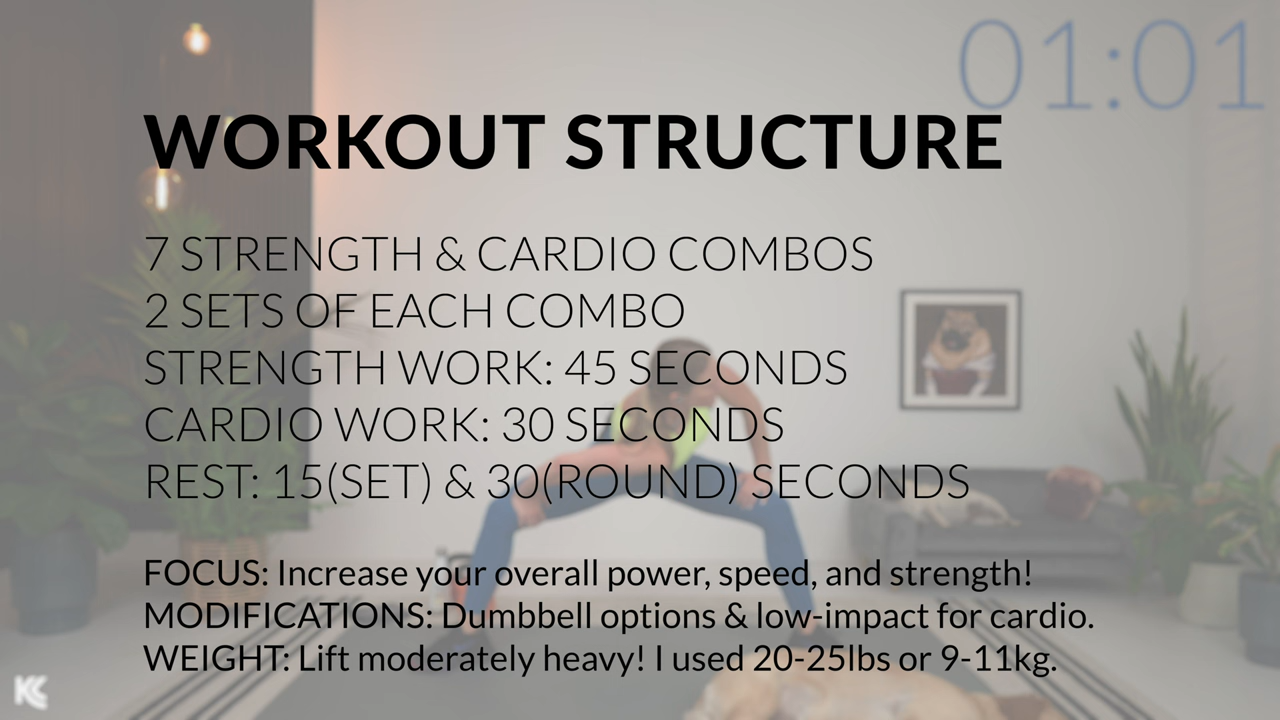 01:01
WORKOUT STRUCTURE
7 STRENGTH & CARDIO COMBOS
2 SETS OF EACH COMBO
STRENGTH WORK: 45 SECONDS
CARDIO WORK: 30 SECONDS
REST: 15(SET) & 30(ROUND) SECONDS
FOCUS: Increase your overall power, speed, and strength!
MODIFICATIONS: Dumbbell options & low-impact for cardio.
WEIGHT: Lift moderately heavy! I used 20-25lbs or 9-11kg.
KC